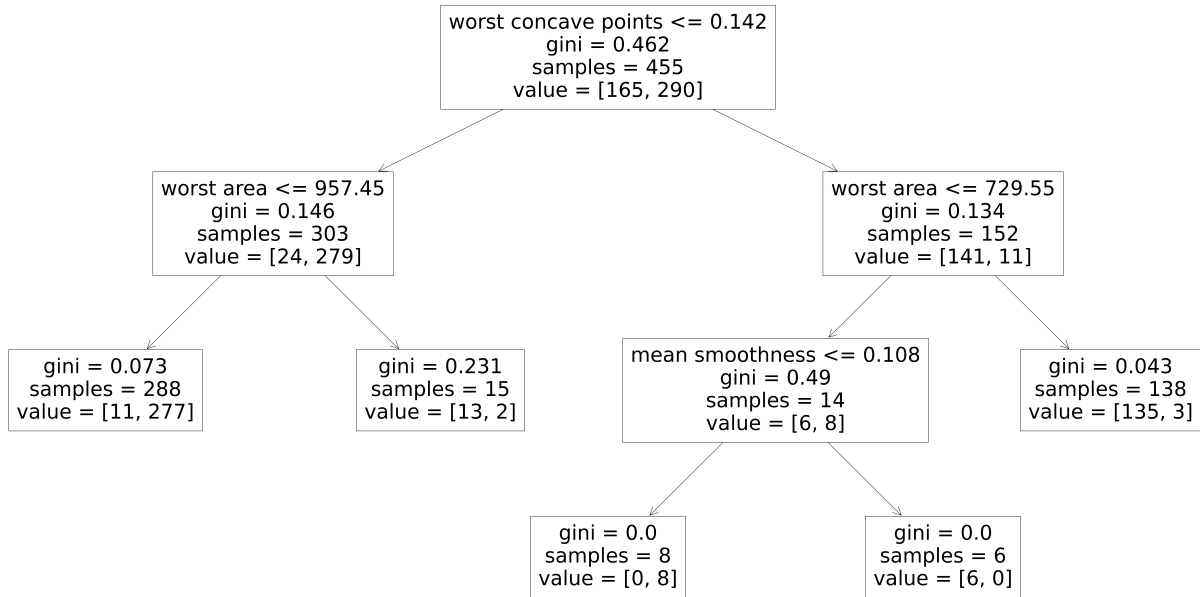 worst concave points <= 0.142
gini = 0.462
samples = 455
value = [165, 290]
worst area <= 957.45
gini = 0.146
samples = 303
value = [24, 279]
worst area <= 729.55
gini = 0.134
samples = 152
value = [141, 11]
gini = 0.073
samples = 288
value = [11, 277]
gini = 0.231
samples = 15
value = [13, 2]
mean smoothness <= 0.108
gini = 0.49
samples = 14
value = [6, 8]
gini = 0.043
samples = 138
value = [135, 3]
gini = 0.0
samples = 8
value = [0, 8]
gini = 0.0
samples = 6
value = [6, 0]